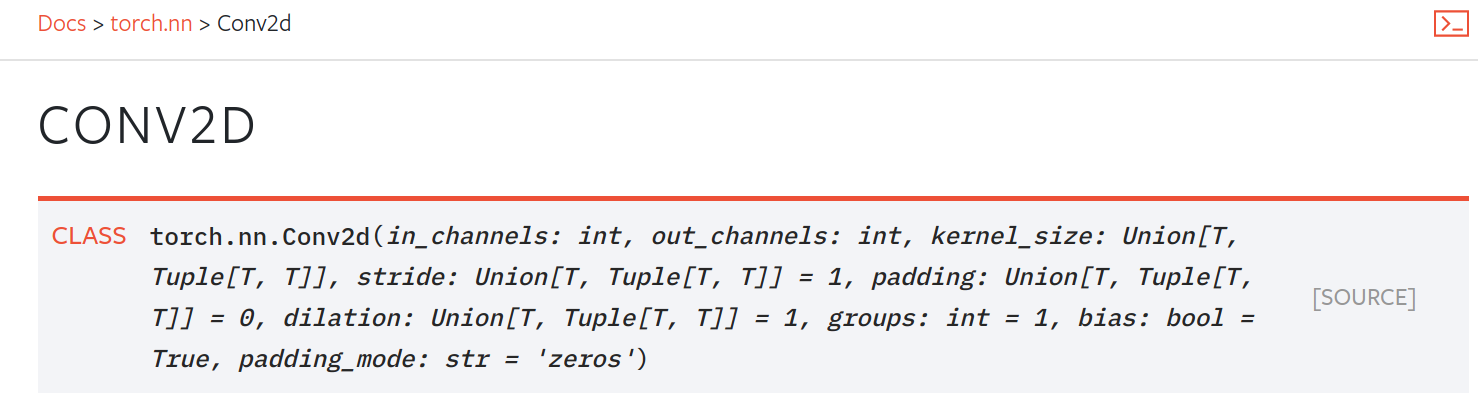 Docs > torch.nn > Conv2d
CONV2D
CLASS torch.nn.Conv2d(in_channels: int, out_channels: int, kernel_size: Union[T,
Tuple[T, T]], stride: Union[T, Tuple[T, T]] = 1, padding: Union[T, Tuple[T,
T]] = 0, dilation: Union[T, Tuple[T, T]] = 1, groups: int = 1, bias: bool =
True, padding_mode: str = 'zeros')
[SOURCE]